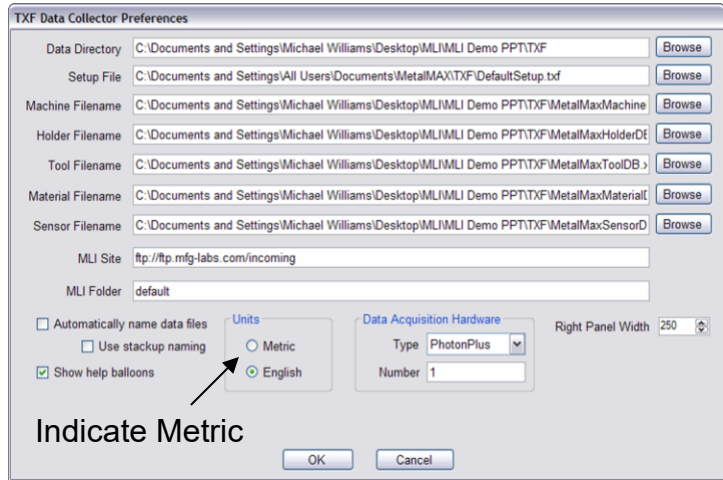 TXF Data Collector Preferences
Data Directory C:\Documents and Settings\Michael Williams\Desktop\MLI\MLI Demo PPT\TXF Browse
Setup File C:\Documents and Settings\All Users\Documents\MetalMAX\TXF\DefaultSetup.txf Browse
Machine Filename C:\Documents and Settings\Michael Williams\Desktop\MLI\MLI Demo PPT\TXF\MetalMaxMachine Browse
Holder Filename C:\Documents and Settings\Michael Williams\Desktop\MLI\MLI Demo PPT\TXF\MetalMaxHolderDB Browse
Tool Filename C:\Documents and Settings\Michael Williams\Desktop\MLI\MLI Demo PPT\TXF\MetalMaxToolDB.x Browse
Material Filename C:\Documents and Settings\Michael Williams\Desktop\MLI\MLI Demo PPT\TXF\MetalMaxMaterialD Browse
Sensor Filename C:\Documents and Settings\Michael Williams\Desktop\MLI\MLI Demo PPT\TXF\MetalMaxSensorD Browse
MLI Site ftp://ftp.mfg-labs.com/incoming
MLI Folder default
Automatically name data files Units Data Acquisition Hardware Right Panel Width 250
Use stackup naming Metric Type PhotonPlus
Show help balloons English Number 1
Indicate Metric
OK Cancel